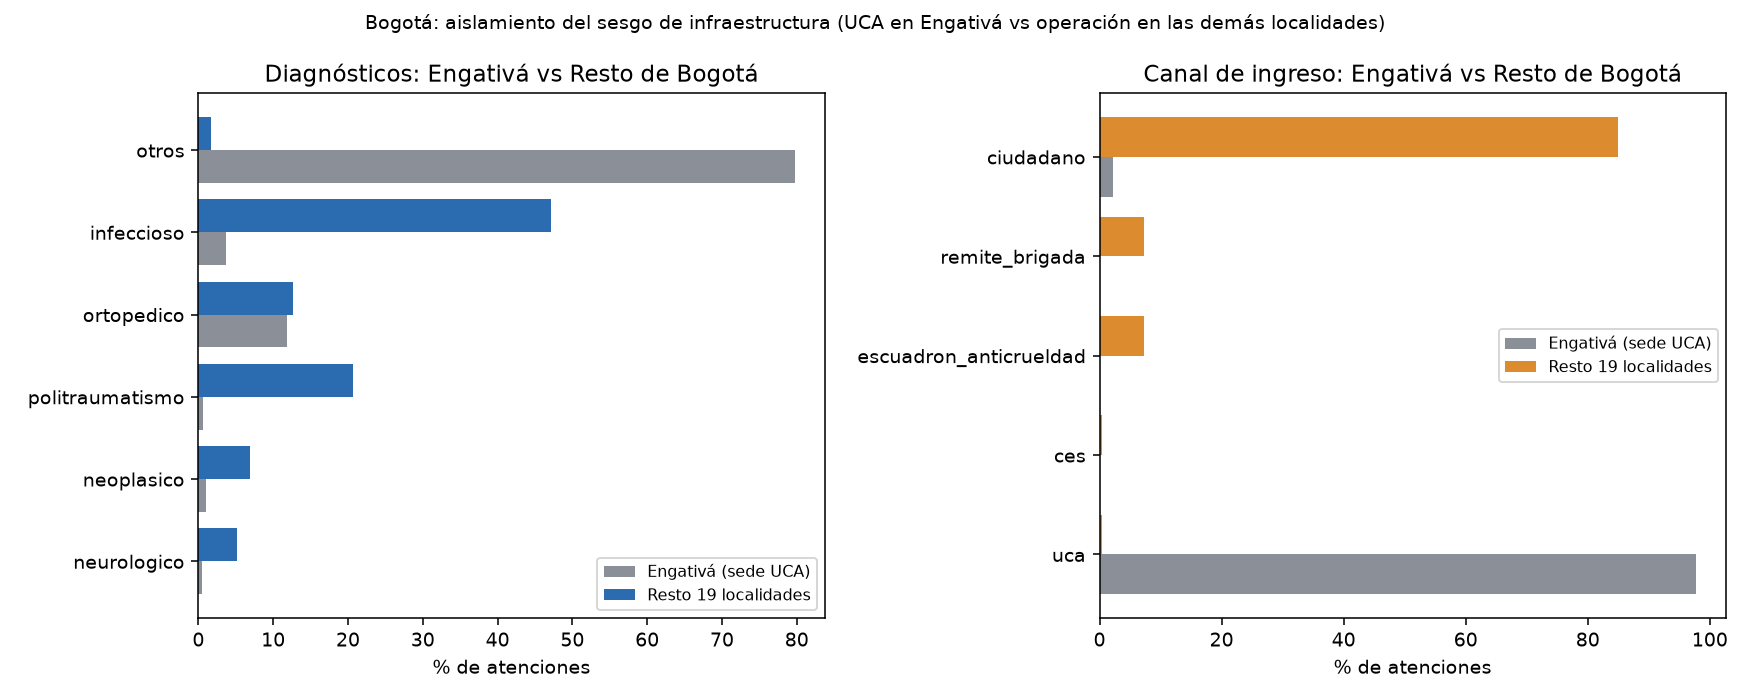 Bogotá: aislamiento del sesgo de infraestructura (UCA en Engativá vs operación en las demás localidades)
Diagnósticos: Engativá vs Resto de Bogotá
otros
infeccioso
ortopedico
politraumatismo
neoplasico
neurologico
Engativá (sede UCA)
Resto 19 localidades
0 10 20 30 40 50 60 70 80
% de atenciones
Canal de ingreso: Engativá vs Resto de Bogotá
ciudadano
remite_brigada
escuadron_anticrueldad
ces
uca
Engativá (sede UCA)
Resto 19 localidades
0 20 40 60 80 100
% de atenciones